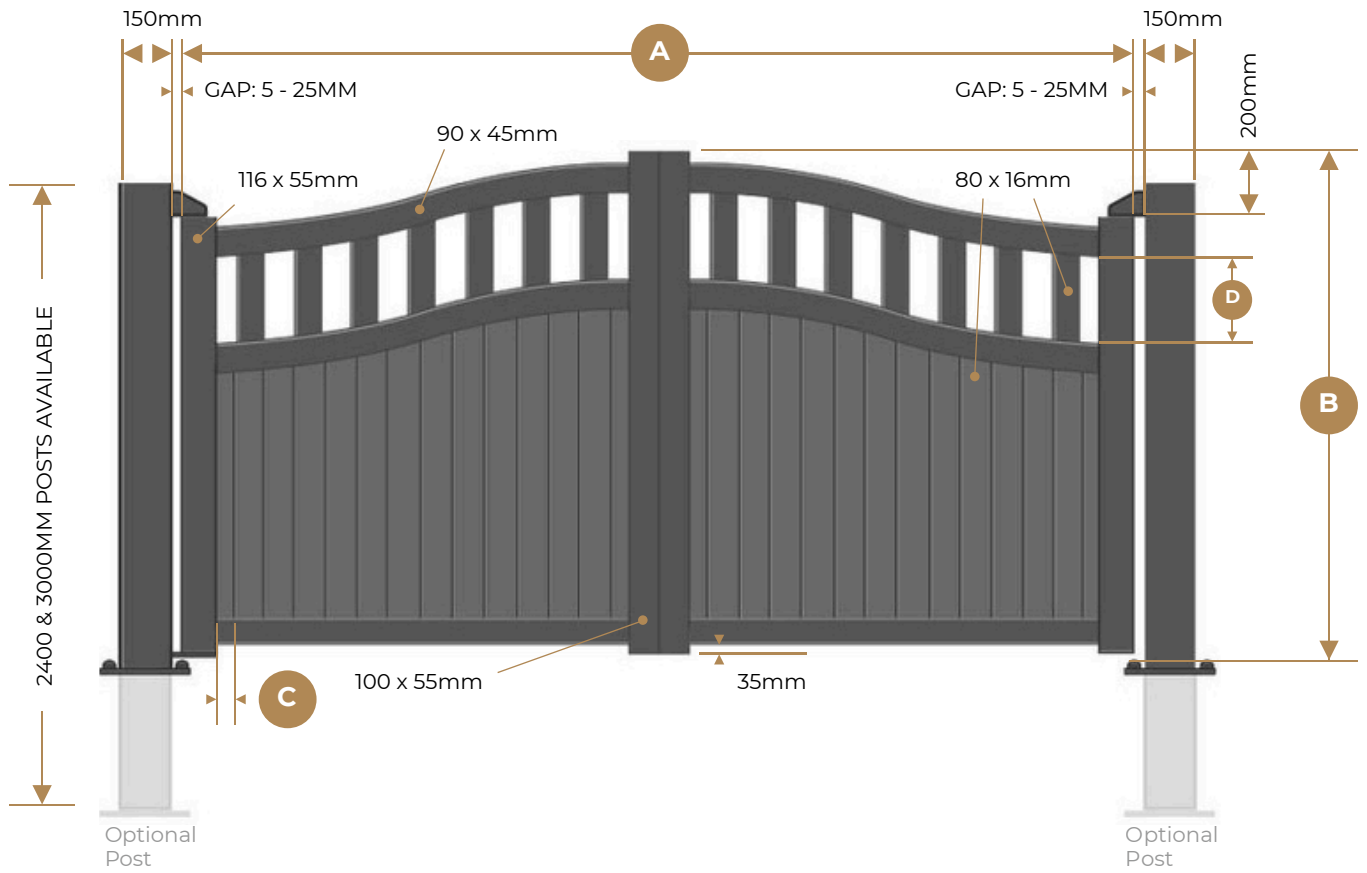 150mm
150mm
A
GAP: 5 - 25MM
GAP: 5 - 25MM
200mm
90 x 45mm
116 x 55mm
80 x 16mm
D
2400 & 3000MM POSTS AVAILABLE
B
C
100 x 55mm
35mm
Optional
Post
Optional
Post